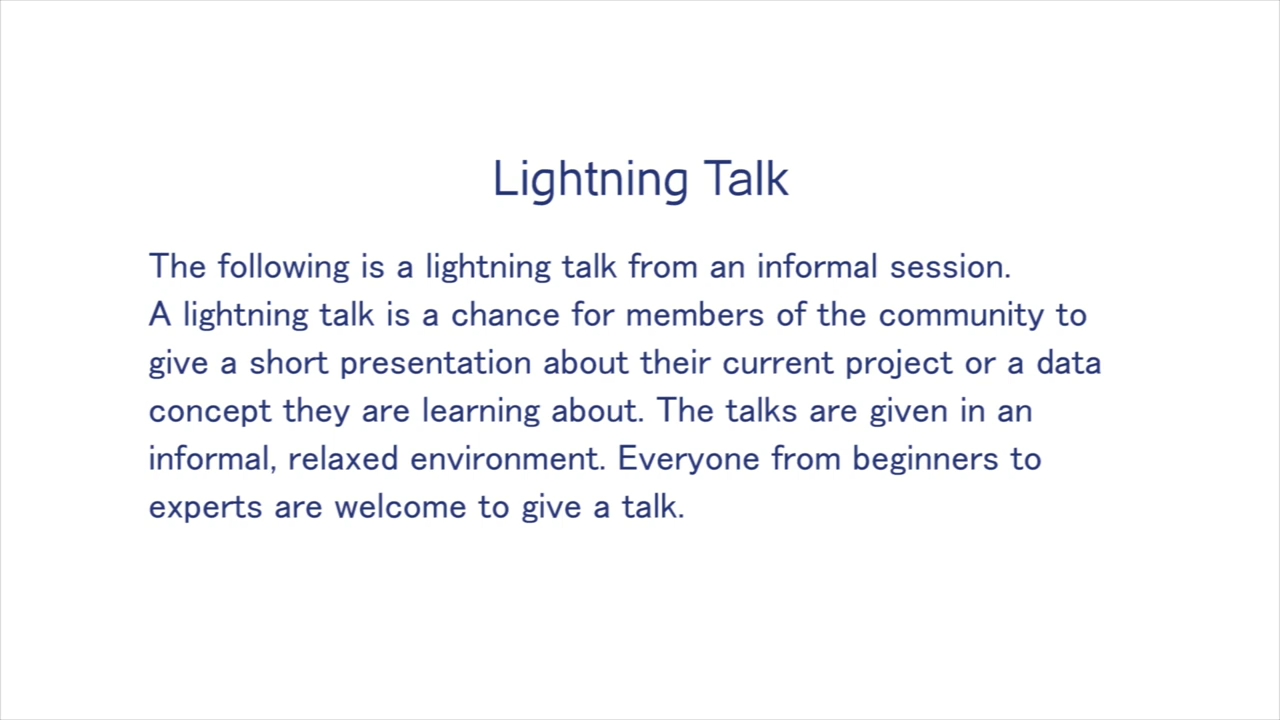 Lightning Talk
The following is a lightning talk from an informal session.
A lightning talk is a chance for members of the community to
give a short presentation about their current project or a data
concept they are learning about. The talks are given in an
informal, relaxed environment. Everyone from beginners to
experts are welcome to give a talk.